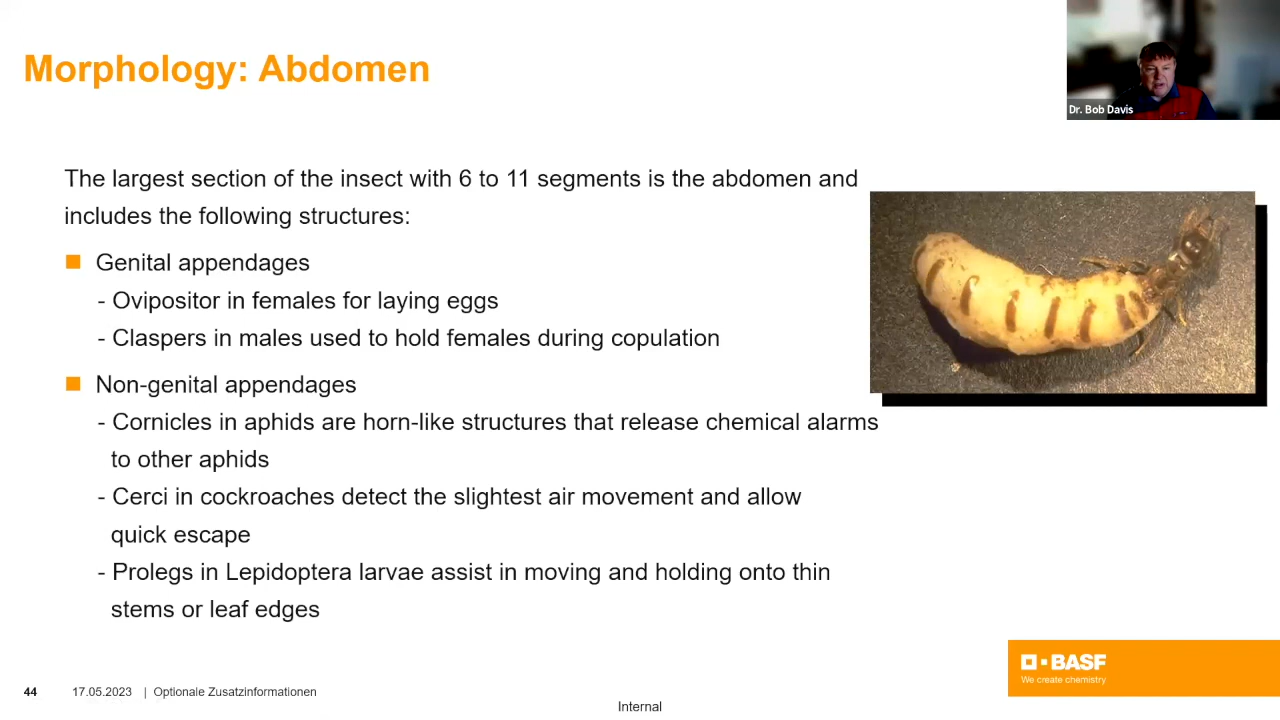 Morphology: Abdomen
Dr. Bob Davis
The largest section of the insect with 6 to 11 segments is the abdomen and
includes the following structures:
Genital appendages
- Ovipositor in females for laying eggs
- Claspers in males used to hold females during copulation
Non-genital appendages
- Cornicles in aphids are horn-like structures that release chemical alarms
to other aphids
- Cerci in cockroaches detect the slightest air movement and allow
quick escape
- Prolegs in Lepidoptera larvae assist in moving and holding onto thin
stems or leaf edges
BASF
We create chemistry
44 17.05.2023 | Optionale Zusatzinformationen
Internal